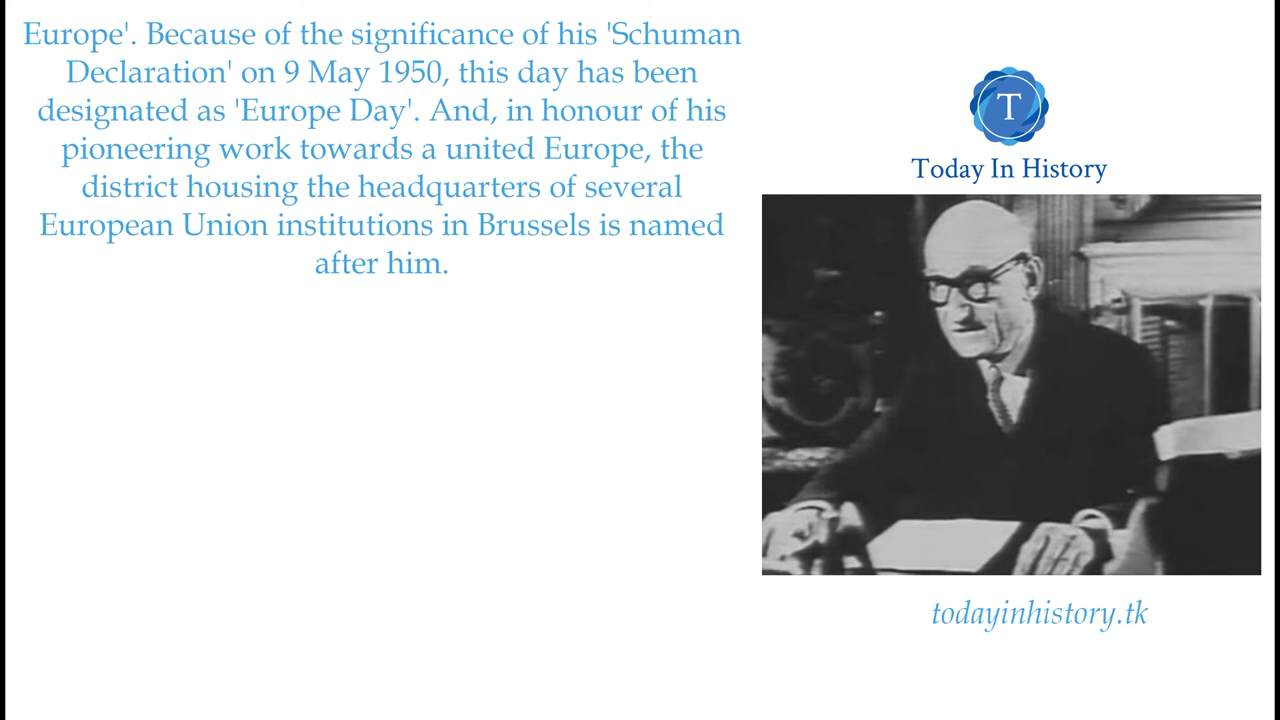 Europe'. Because of the significance of his 'Schuman
Declaration' on 9 May 1950, this day has been
designated as 'Europe Day'. And, in honour of his
pioneering work towards a united Europe, the
district housing the headquarters of several
European Union institutions in Brussels is named
after him.
T
Today In History
todayinhistory.tk